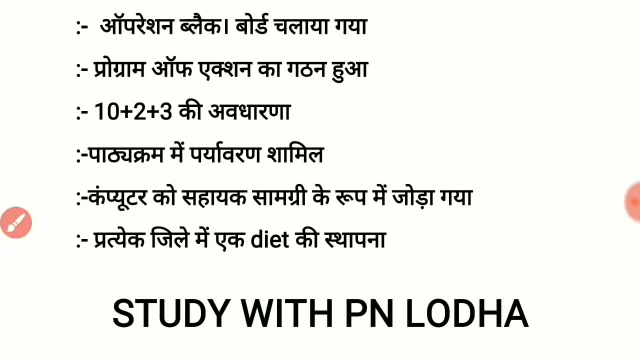 :- ऑपरेशन ब्लैक। बोर्ड चलाया गया
:- प्रोग्राम ऑफ एक्शन का गठन हुआ
:- 10+2+3 की अवधारणा
:-पाठ्यक्रम में पर्यावरण शामिल
:-कंप्यूटर को सहायक सामग्री के रूप में जोड़ा गया
:- प्रत्येक जिले में एक diet की स्थापना
STUDY WITH PN LODHA